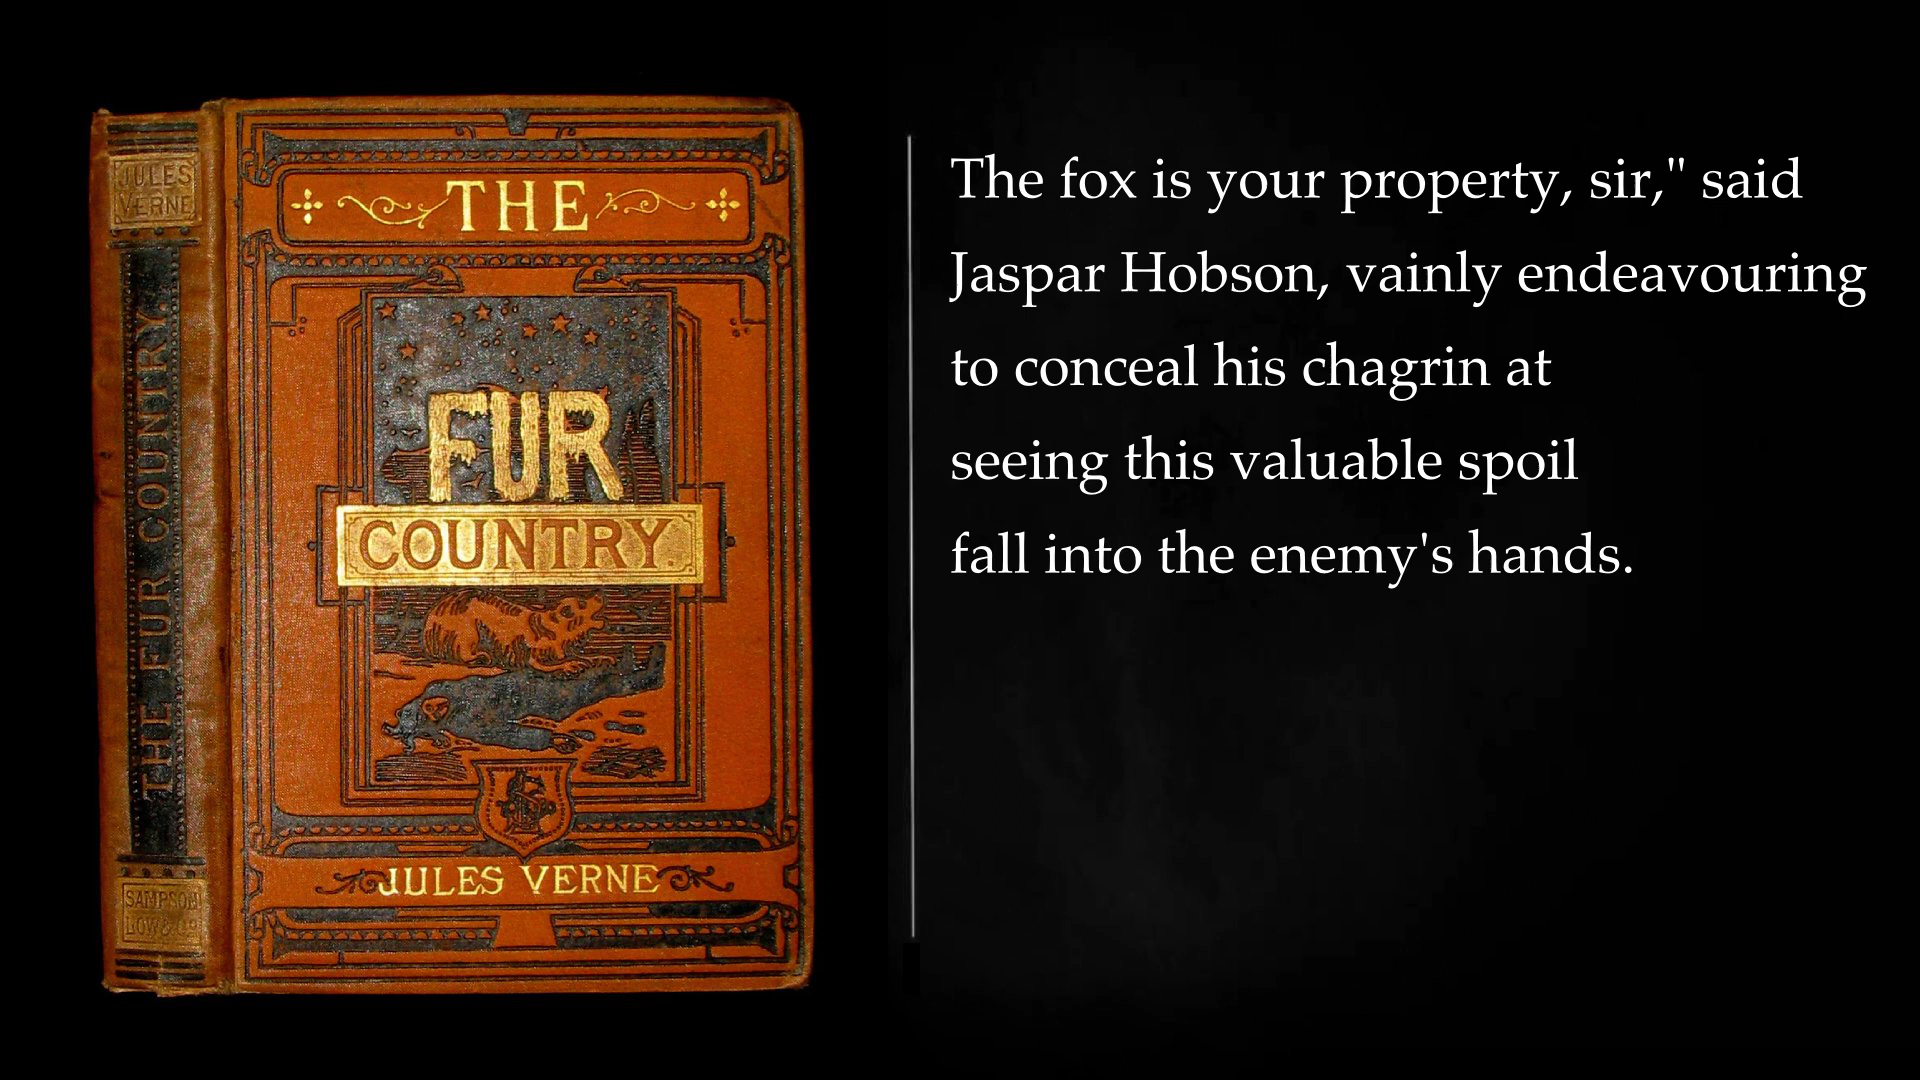 JULES
VERNE
THE FUR COUNTRY.
SAMPSON
LOW & Co
THE
FUR
COUNTRY.
JULES VERNE
The fox is your property, sir," said
Jaspar Hobson, vainly endeavouring
to conceal his chagrin at
seeing this valuable spoil
fall into the enemy's hands.